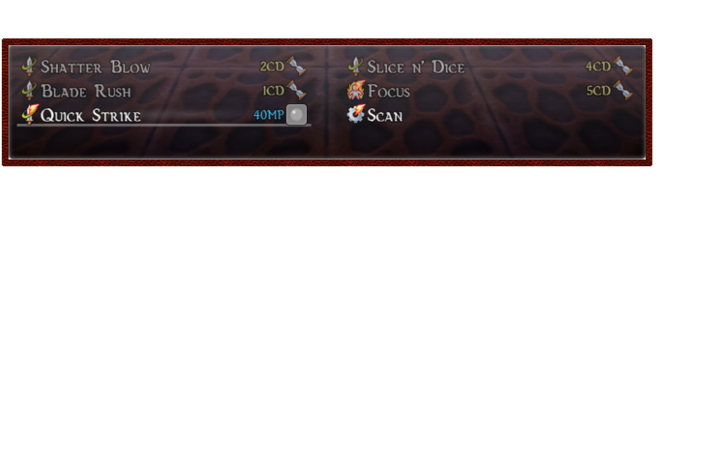 Shatter Blow 2CD
Slice n' Dice 4CD
Blade Rush 1CD
Focus 5CD
Quick Strike 40MP
Scan